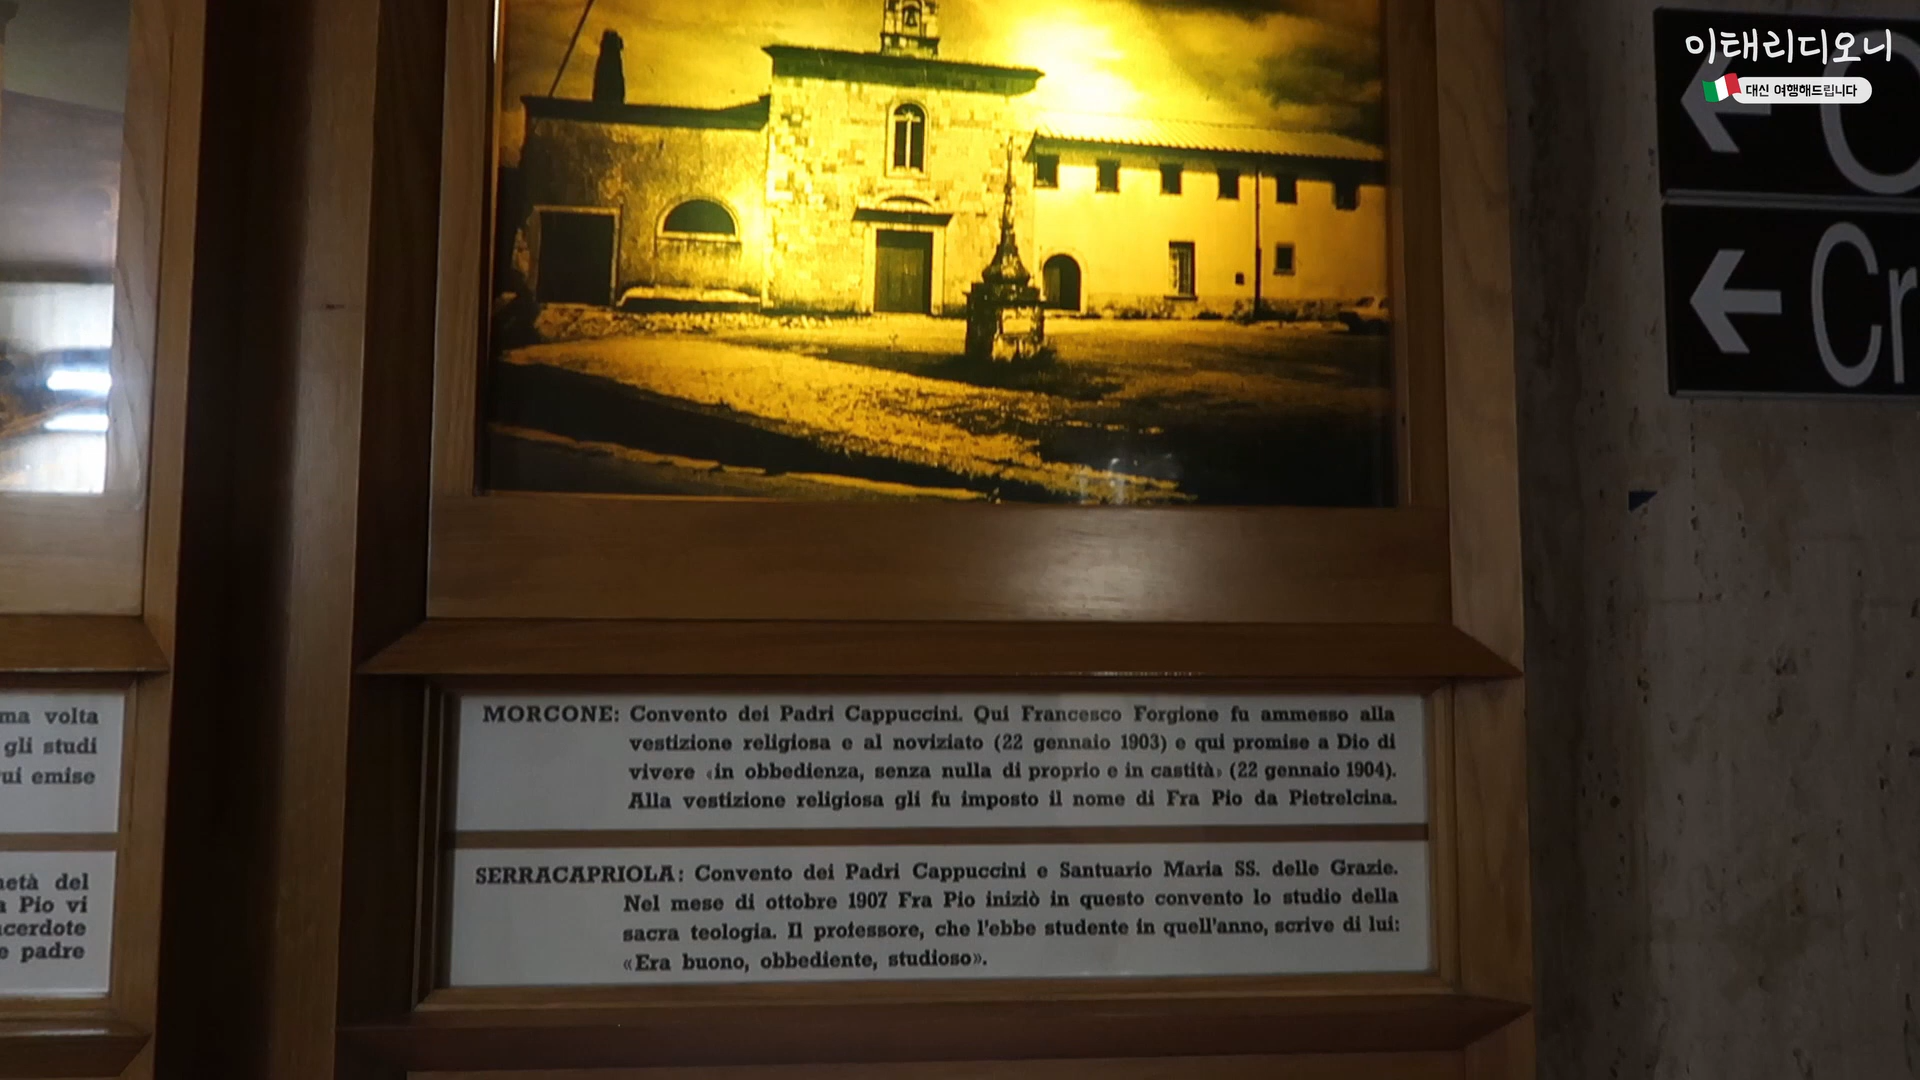 이태리디오니
대신 여행해드립니다
Cr
ma volta
gli studi
ui emise
MORCONE: Convento dei Padri Cappuccini. Qui Francesco Forgione fu ammesso alla
vestizione religiosa e al noviziato (22 gennaio 1903) e qui promise a Dio di
vivere «in obbedienza, senza nulla di proprio e in castità» (22 gennaio 1904).
Alla vestizione religiosa gli fu imposto il nome di Fra Pio da Pietrelcina.
età del
Pio vi
cerdote
e padre
SERRACAPRIOLA: Convento dei Padri Cappuccini e Santuario Maria SS. delle Grazie.
Nel mese di ottobre 1907 Fra Pio iniziò in questo convento lo studio della
sacra teologia. Il professore, che l'ebbe studente in quell'anno, scrive di lui:
«Era buono, obbediente, studioso».